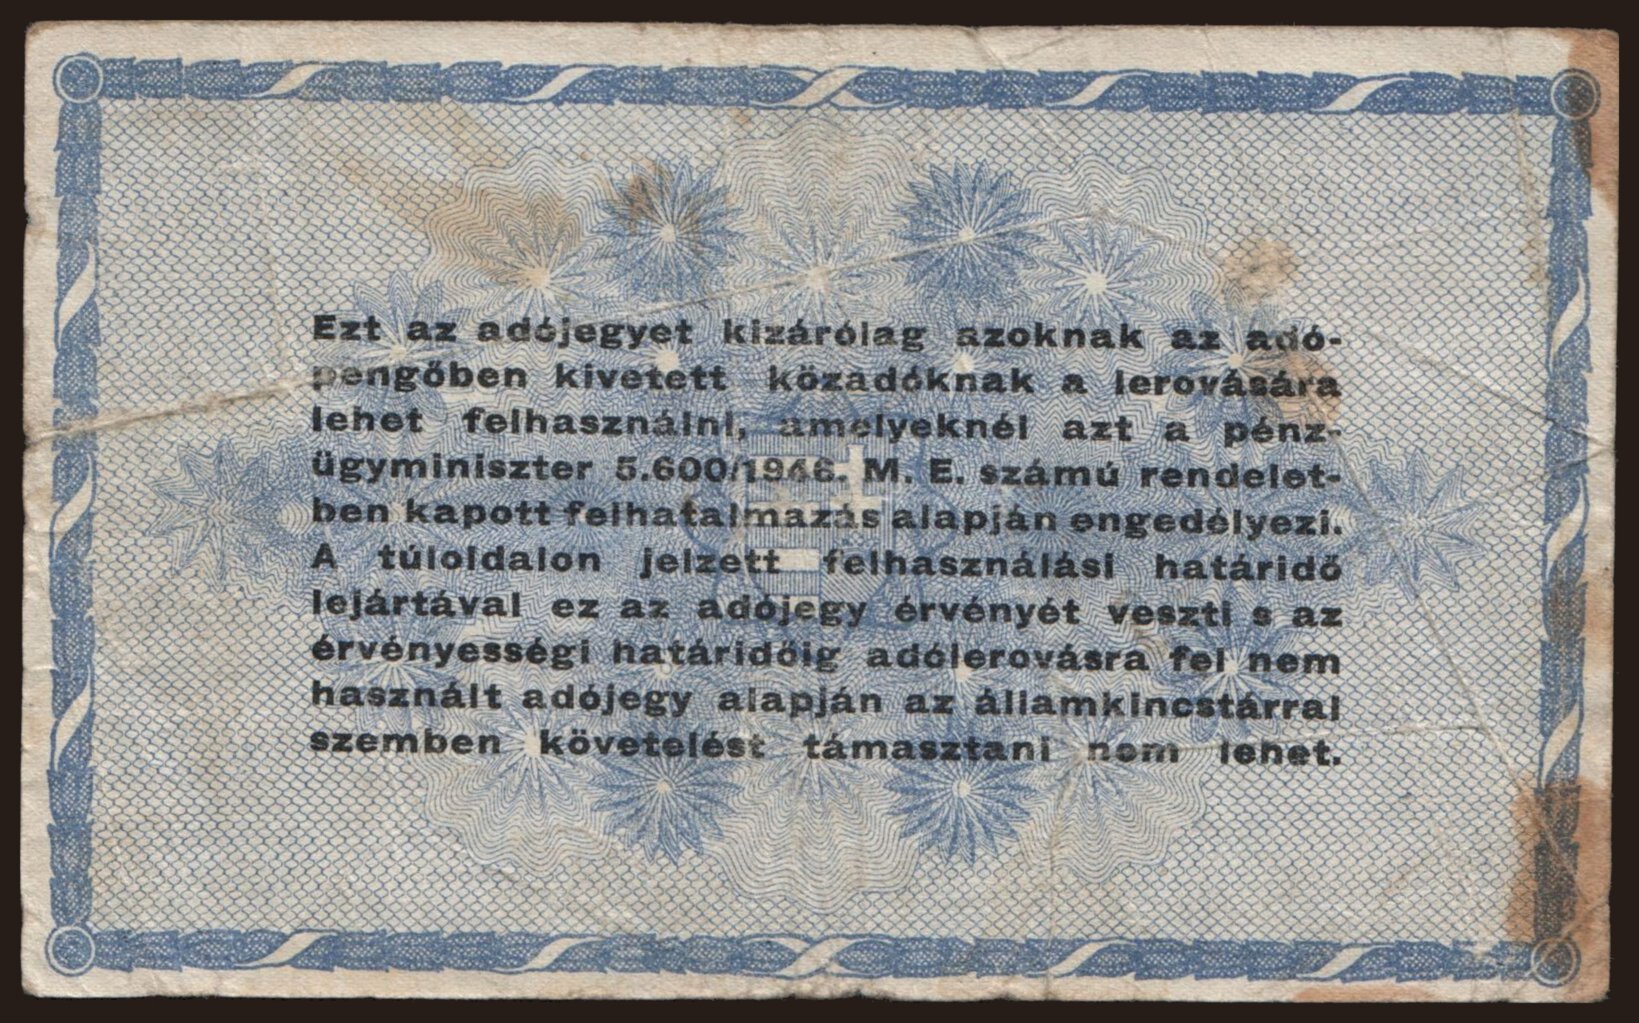 Ezt az adójegyet kizárólag azoknak az adó-
pengőben kivetett közadóknak a lerovására
lehet felhasználni, amelyeknél azt a pénz-
ügyminiszter 5.600/1946. M. E. számú rendelet-
ben kapott felhatalmazás alapján engedélyezi.
A túloldalon jelzett felhasználási határidő
lejártával ez az adójegy érvényét veszti s az
érvényességi határidőig adólerovásra fel nem
használt adójegy alapján az államkincstárral
szemben követelést támasztani nem lehet.